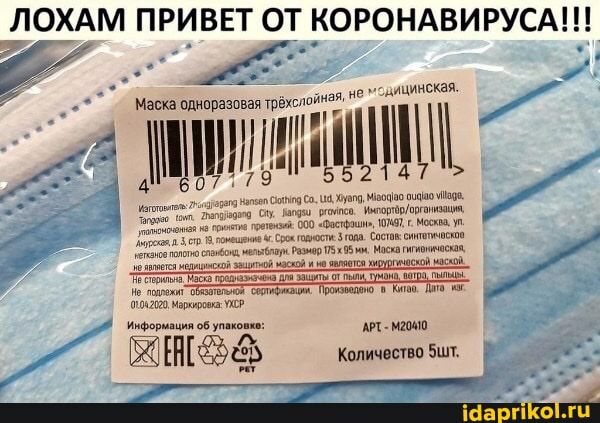 ЛОХАМ ПРИВЕТ ОТ КОРОНАВИРУСА!!!
Маска одноразовая трёхслойная, не медицинская.
4 607179 552147 >
Изготовитель: Zhangjiagang Hansen Clothing Co., Ltd, Xiyang, Miaoqiao ouqiao village,
Tangqiao town, Zhangjiagang City, Jiangsu province. Импортёр/организация,
уполномоченная на принятие претензий: ООО «Фастфэшн», 107497, г. Москва, ул.
Амурская, д. 3, стр. 19, помещение 4г. Срок годности: 3 года. Состав: синтетическое
нетканое полотно спанбонд, мельтблаун. Размер 175 x 95 мм. Маска гигиеническая,
не является медицинской защитной маской и не является хирургической маской.
Не стерильна. Маска предназначена для защиты от пыли, тумана, ветра, пыльцы.
Не подлежит обязательной сертификации. Произведено в Китае. Дата изг.
01.04.2020. Маркировка: YXCP
Информация об упаковке:
АРТ - М20410
EAC
01
PET
Количество 5шт.
idaprikol.ru